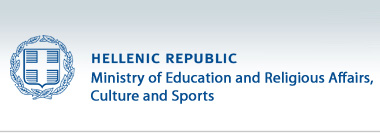 HELLENIC REPUBLIC
Ministry of Education and Religious Affairs,
Culture and Sports